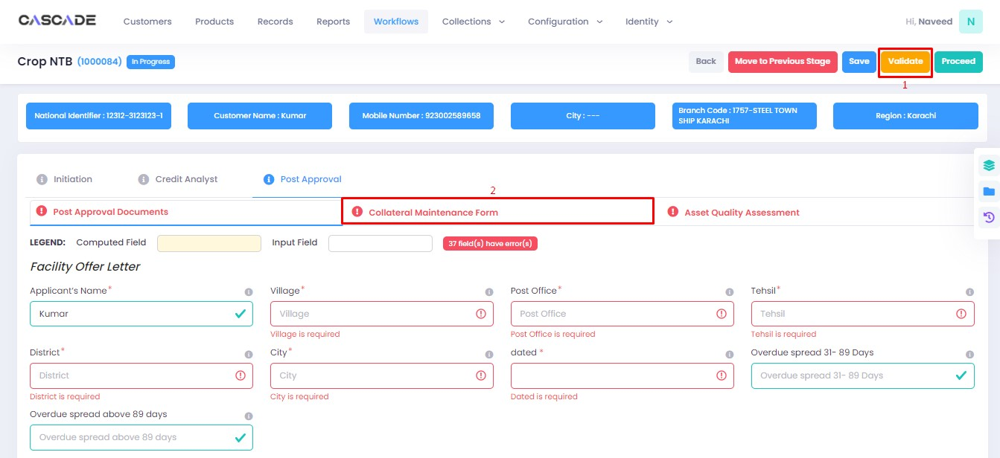 CASCADE Customers Products Records Reports Workflows Collections Configuration Identity Hi, Naveed N
Crop NTB (1000084) In Progress Back Move to Previous Stage Save Validate Proceed
1
National Identifier : 12312-3123123-1 Customer Name : Kumar Mobile Number : 923002589658 City : --- Branch Code : 1757-STEEL TOWN Region : Karachi
SHIP KARACHI
Initiation Credit Analyst Post Approval
2
Post Approval Documents Collateral Maintenance Form Asset Quality Assessment
LEGEND: Computed Field Input Field 37 field(s) have error(s)
Facility Offer Letter
Applicant's Name* Village* Post Office* Tehsil*
Kumar Village Post Office Tehsil
Village is required Post Office is required Tehsil is required
District* City* dated * Overdue spread 31- 89 Days
District City Overdue spread 31- 89 Days
District is required City is required Dated is required
Overdue spread above 89 days
Overdue spread above 89 days